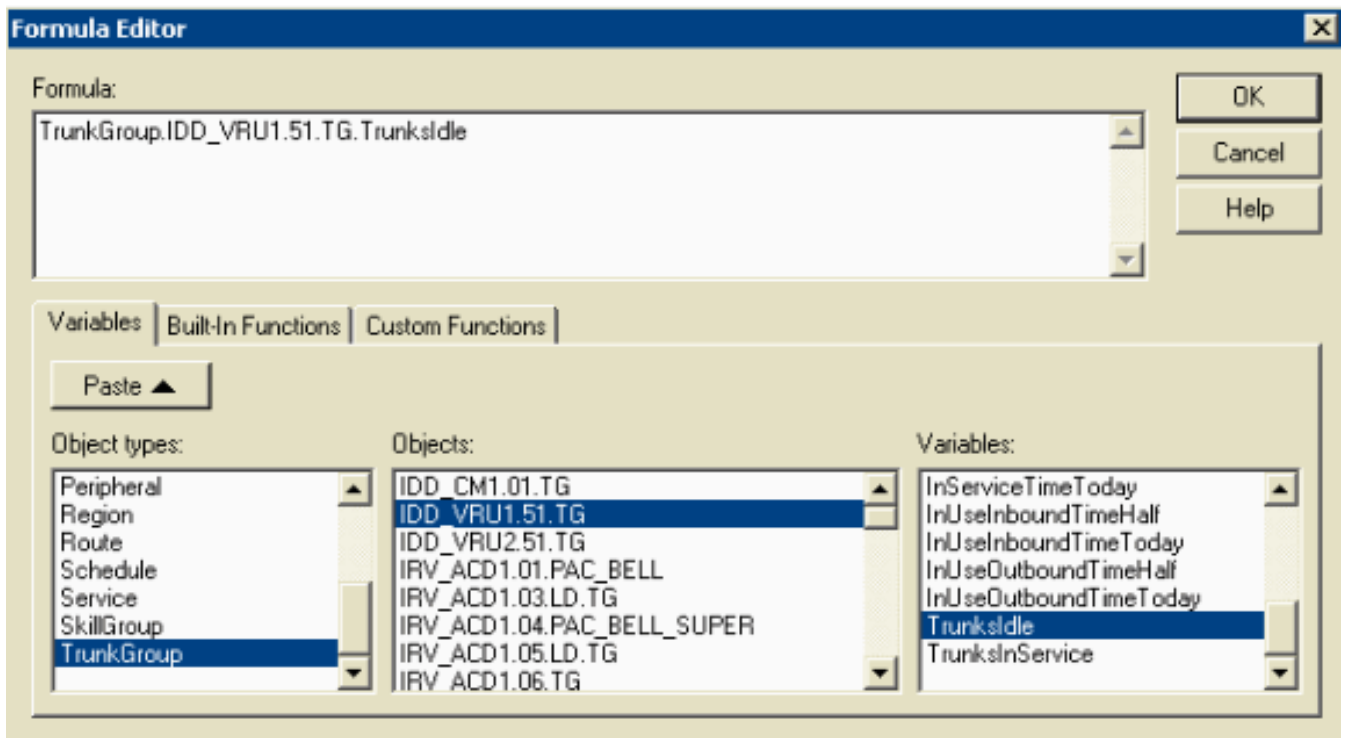 Formula Editor
Formula:
OK
TrunkGroup.IDD_VRU1.51.TG.TrunksIdle
Cancel
Help
Variables Built-In Functions Custom Functions
Paste
Object types: Objects: Variables:
Peripheral IDD_CM1.01.TG InServiceTimeToday
Region IDD_VRU1.51.TG InUseInboundTimeHalf
Route IDD_VRU2.51.TG InUseInboundTimeToday
Schedule IRV_ACD1.01.PAC_BELL InUseOutboundTimeHalf
Service IRV_ACD1.03.LD.TG InUseOutboundTimeToday
SkillGroup IRV_ACD1.04.PAC_BELL_SUPER TrunksIdle
TrunkGroup IRV_ACD1.05.LD.TG TrunksInService
IRV_ACD1.06.TG